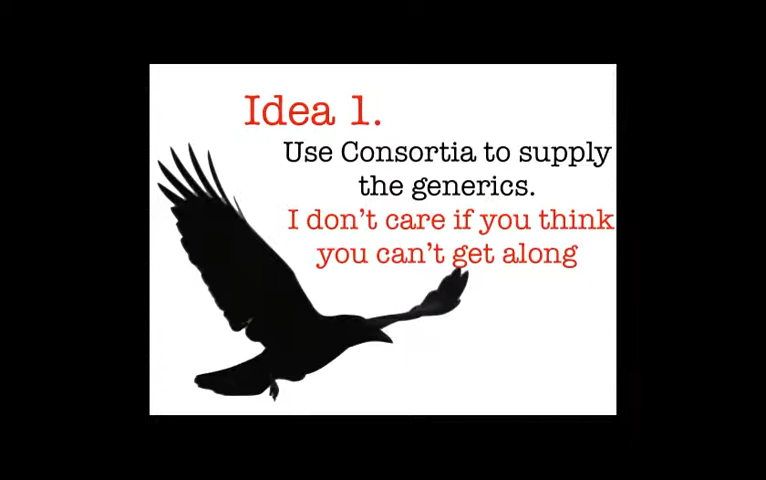 Idea 1.
Use Consortia to supply
the generics.
I don't care if you think
you can't get along